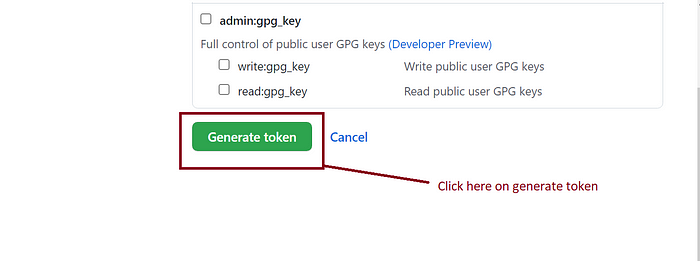 admin:gpg_key
Full control of public user GPG keys (Developer Preview)
write:gpg_key Write public user GPG keys
read:gpg_key Read public user GPG keys
Generate token Cancel
Click here on generate token